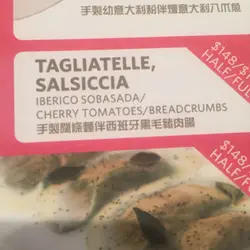 手製幼意大利粉伴燴意大利八爪魚
TAGLIATELLE,
SALSICCIA
IBERICO SOBASADA/
CHERRY TOMATOES/BREADCRUMBS
手製闊條麵伴西班牙黑毛豬肉腸
$148/$1
HALF/FUL
$148/
HALF/